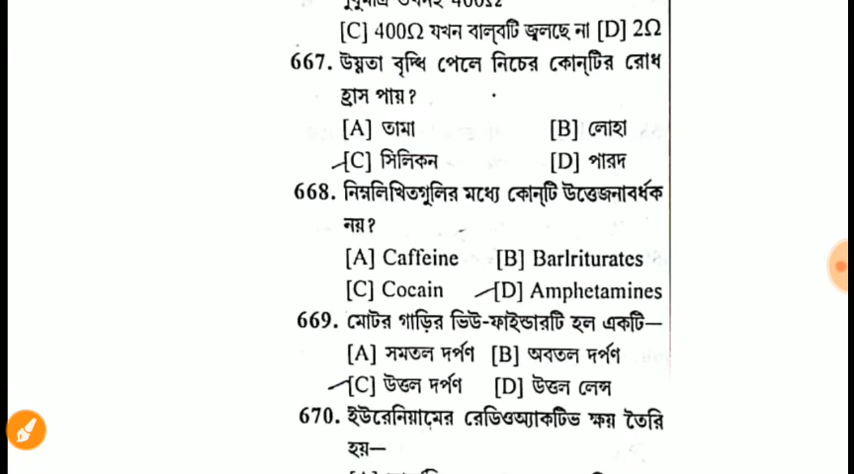 [C] 400Ω যখন বাল্‌বটি জ্বলছে না [D] 2Ω
667. উষ্ণতা বৃদ্ধি পেলে নিচের কোন্‌টির রোধ
হ্রাস পায়?
[A] তামা [B] লোহা
[C] সিলিকন [D] পারদ
668. নিম্নলিখিতগুলির মধ্যে কোন্‌টি উত্তেজনাবর্ধক
নয়?
[A] Caffeine [B] Barlriturates
[C] Cocain [D] Amphetamines
669. মোটর গাড়ির ভিউ-ফাইন্ডারটি হল একটি—
[A] সমতল দর্পণ [B] অবতল দর্পণ
[C] উত্তল দর্পণ [D] উত্তল লেন্স
670. ইউরেনিয়ামের রেডিওঅ্যাকটিভ ক্ষয় তৈরি
হয়—